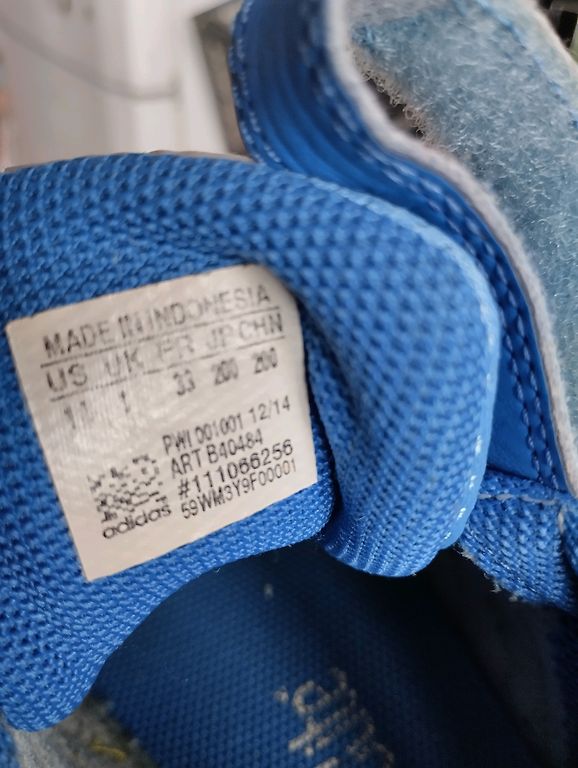 MADE IN INDONESIA
US UK FR JP CHN
1 33 200 200
PWI 001001 12/14
ART B40484
#111066256
59WM3Y9F00001
adidas